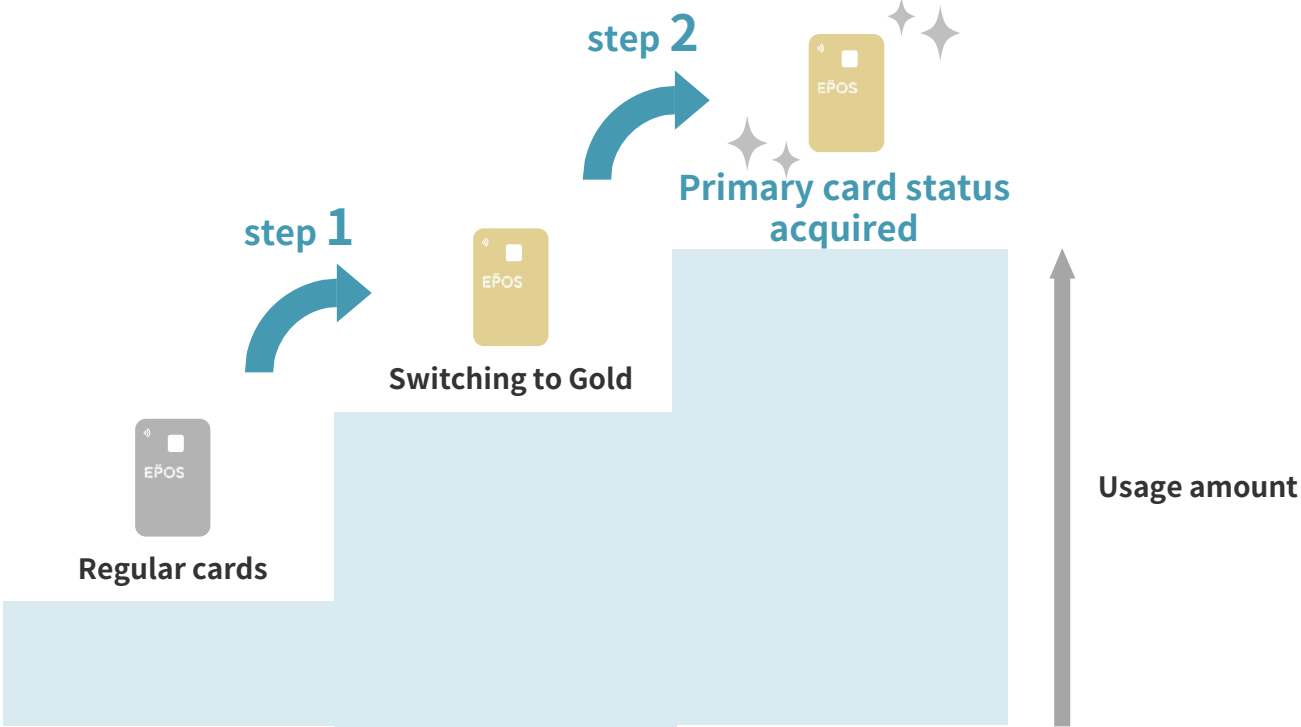 step 2
EPOS
Primary card status
acquired
step 1
EPOS
Switching to Gold
EPOS
Regular cards
Usage amount